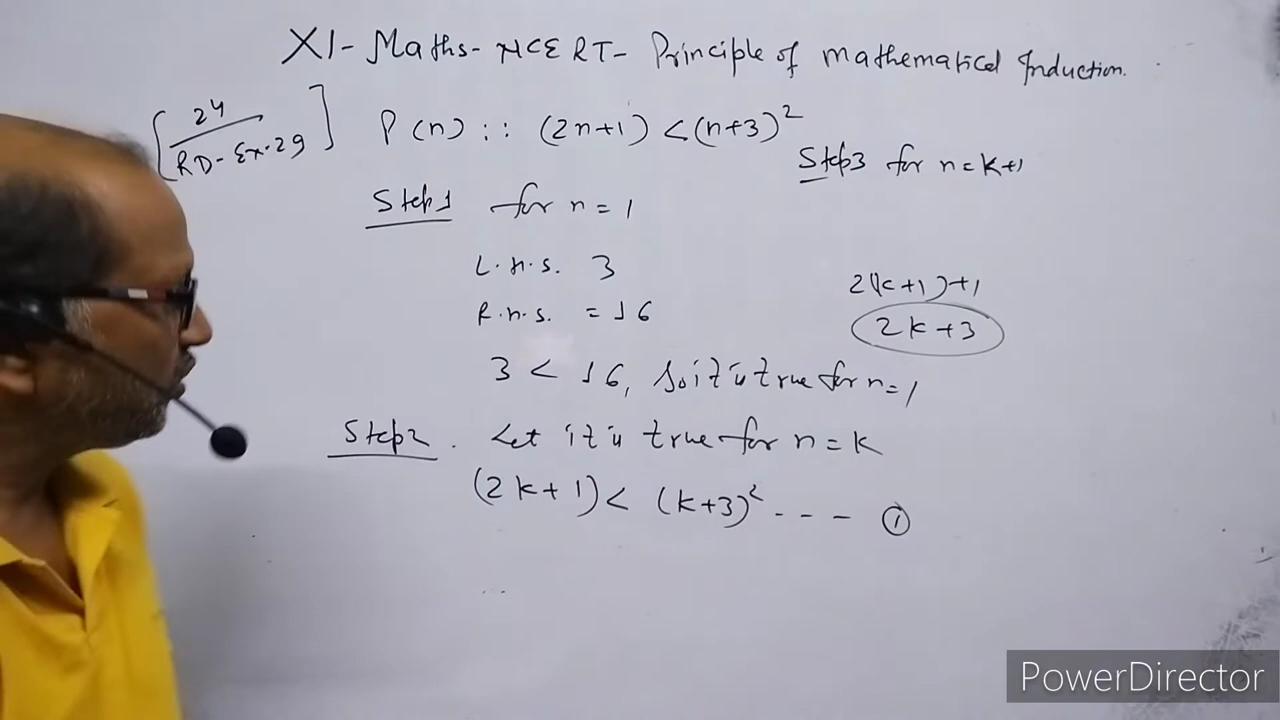 XI- Maths- NCERT- Principle of mathematical Induction.
[24/RD-Ex-29] P(n) :: (2n+1) < (n+3)²
Step3 for n=k+1
Step1 for n = 1
L.H.S. 3
R.H.S. = 16
3 < 16, so it is true for n=1
2(k+1)+1
2k+3
Step2. Let it is true for n=k
(2k+1) < (k+3)² - - - ①
PowerDirector